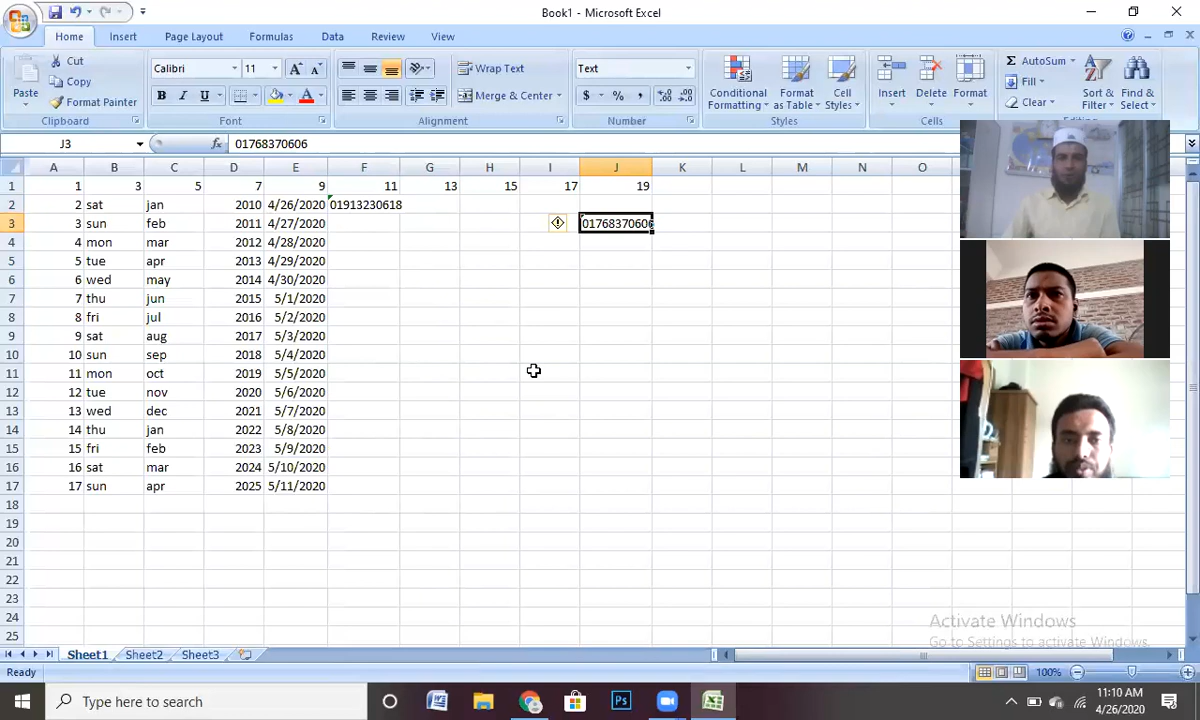 Book1 - Microsoft Excel
Home Insert Page Layout Formulas Data Review View
Paste Cut Copy Format Painter
Calibri 11 A A
B I U A
Wrap Text
Merge & Center
Text
$ % , .0 .00 .00 .0
Conditional Formatting Format as Table Cell Styles
Insert Delete Format
Σ AutoSum Fill Clear
Sort & Filter Find & Select
Clipboard Font Alignment Number Styles Cells
J3 fx 01768370606
A B C D E F G H I J K L M N O
1 1 3 5 7 9 11 13 15 17 19
2 2 sat jan 2010 4/26/2020 01913230618
3 3 sun feb 2011 4/27/2020 01768370606
4 4 mon mar 2012 4/28/2020
5 5 tue apr 2013 4/29/2020
6 6 wed may 2014 4/30/2020
7 7 thu jun 2015 5/1/2020
8 8 fri jul 2016 5/2/2020
9 9 sat aug 2017 5/3/2020
10 10 sun sep 2018 5/4/2020
11 11 mon oct 2019 5/5/2020
12 12 tue nov 2020 5/6/2020
13 13 wed dec 2021 5/7/2020
14 14 thu jan 2022 5/8/2020
15 15 fri feb 2023 5/9/2020
16 16 sat mar 2024 5/10/2020
17 17 sun apr 2025 5/11/2020
18
19
20
21
22
23
24
25
Activate Windows
Go to Settings to activate Windows.
Sheet1 Sheet2 Sheet3
Ready 100%
Type here to search
W Ps
11:10 AM
4/26/2020